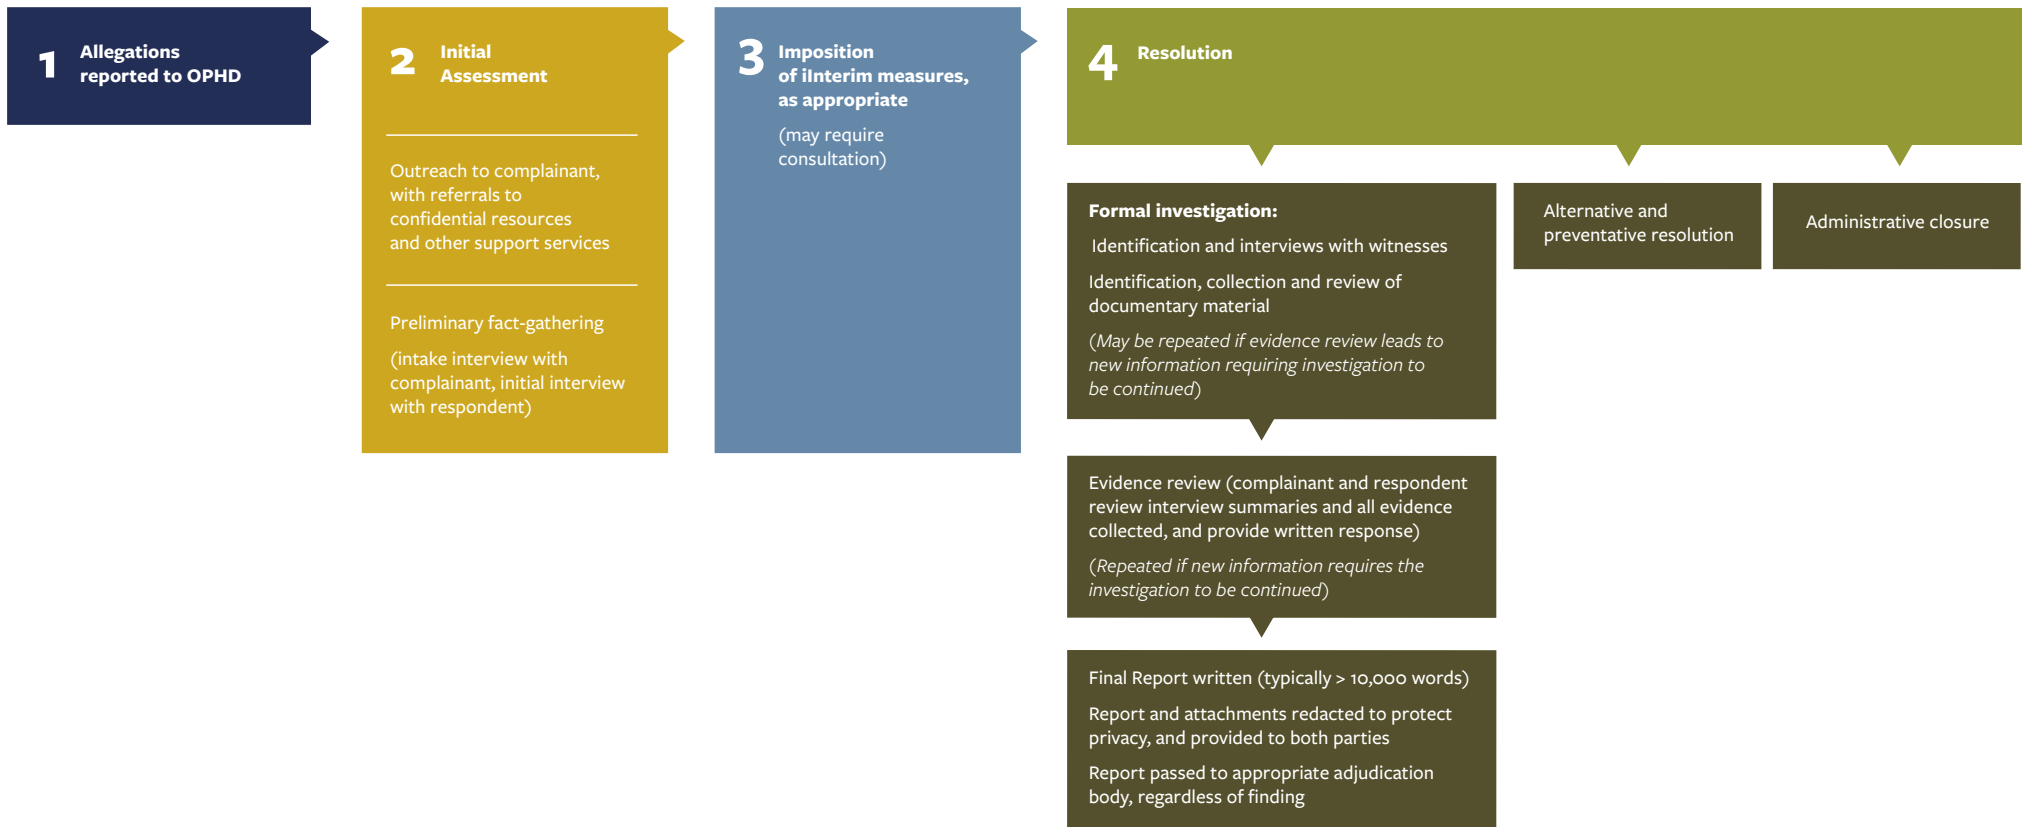 1
Allegations
reported to OPHD
2
Initial
Assessment
Outreach to complainant,
with referrals to
confidential resources
and other support services
Preliminary fact-gathering
(intake interview with
complainant, initial interview
with respondent)
3
Imposition
of iInterim measures,
as appropriate
(may require
consultation)
4
Resolution
Formal investigation:
Identification and interviews with witnesses
Identification, collection and review of
documentary material
(May be repeated if evidence review leads to
new information requiring investigation to
be continued)
Evidence review (complainant and respondent
review interview summaries and all evidence
collected, and provide written response)
(Repeated if new information requires the
investigation to be continued)
Final Report written (typically > 10,000 words)
Report and attachments redacted to protect
privacy, and provided to both parties
Report passed to appropriate adjudication
body, regardless of finding
Alternative and
preventative resolution
Administrative closure